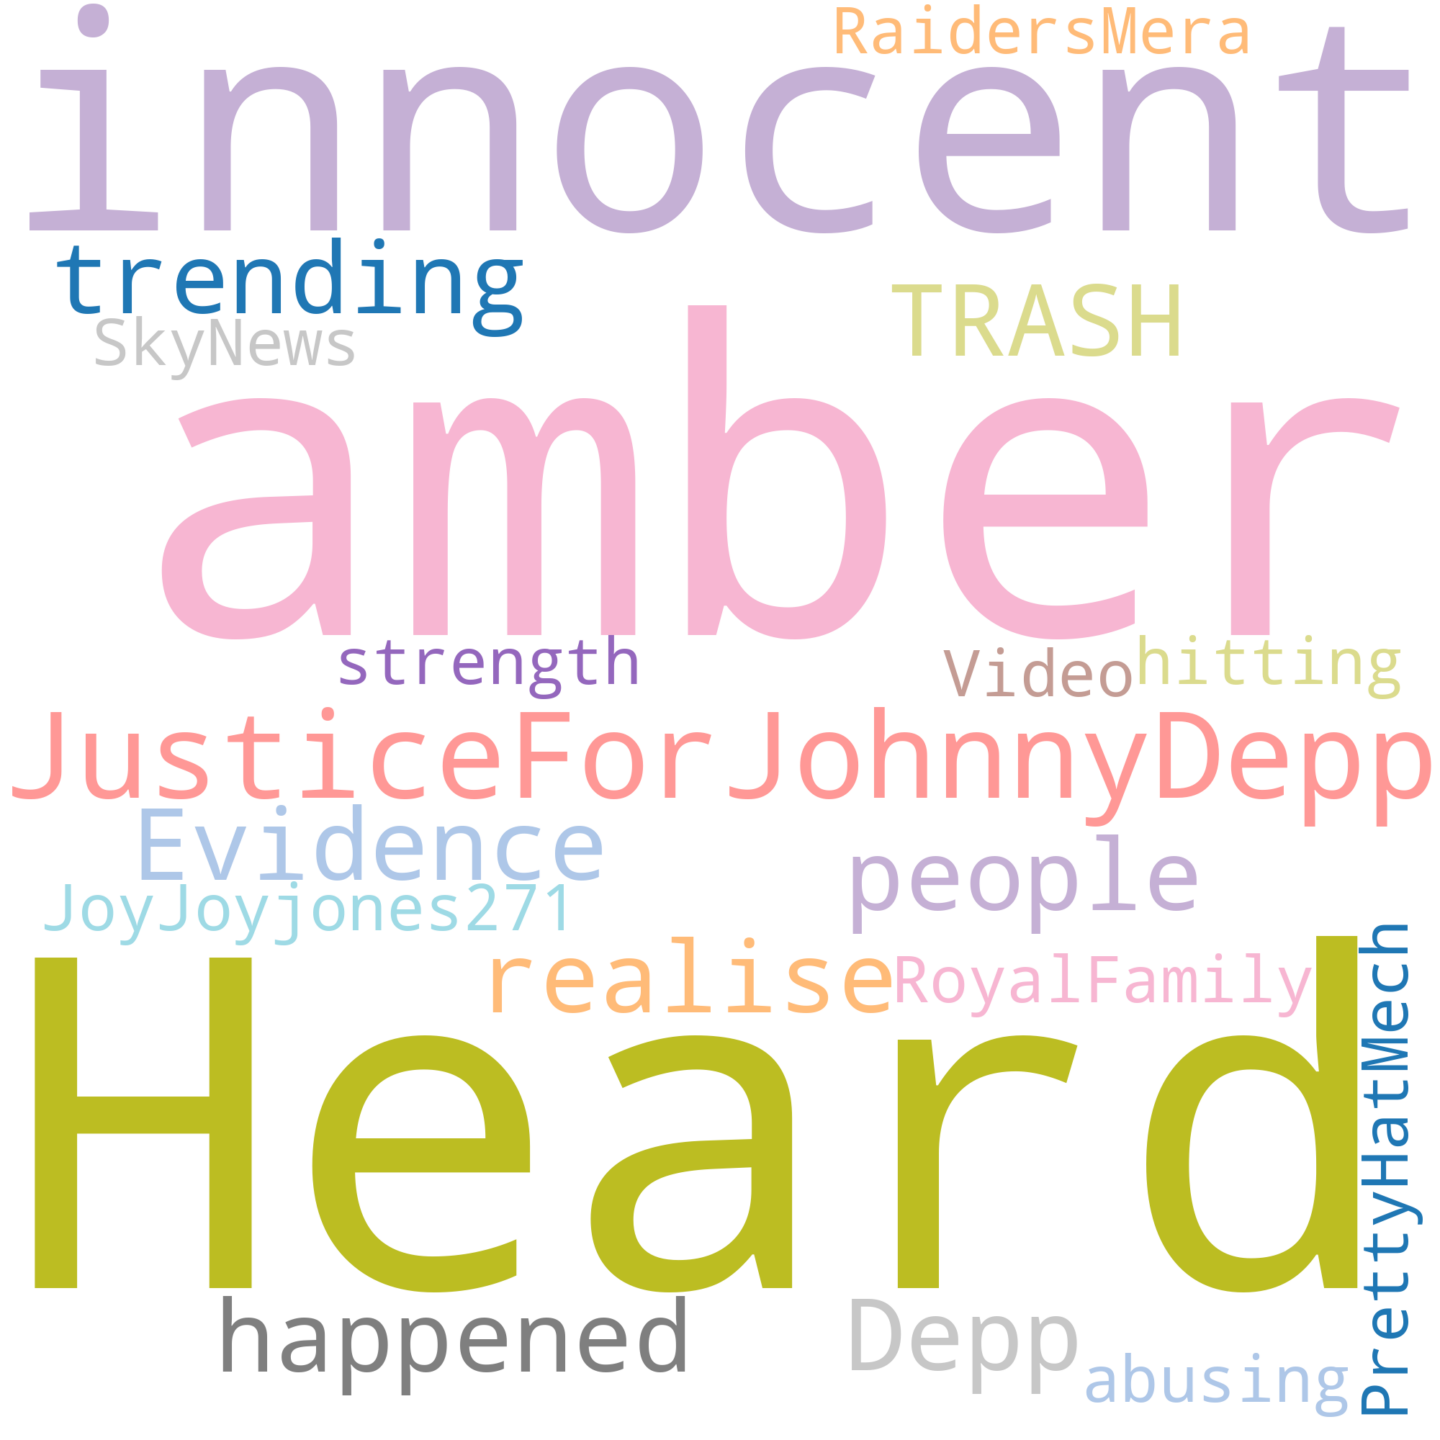 RaidersMera
innocent
trending
TRASH
SkyNews
amber
strength
Video
hitting
JusticeForJohnnyDepp
Evidence
people
JoyJoyjones271
realise
RoyalFamily
PrettyHatMech
Heard
happened
Depp
abusing